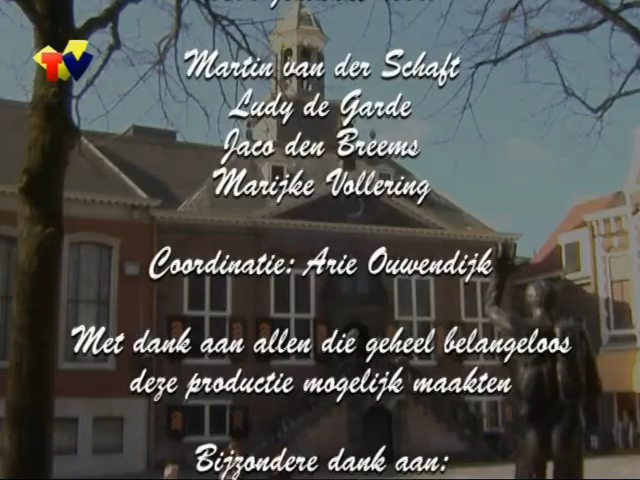 TV
Martin van der Schaft
Ludy de Garde
Jaco den Breems
Marijke Vollering
Coordinatie: Arie Ouwendijk
Met dank aan allen die geheel belangeloos
deze productie mogelijk maakten
Bijzondere dank aan: